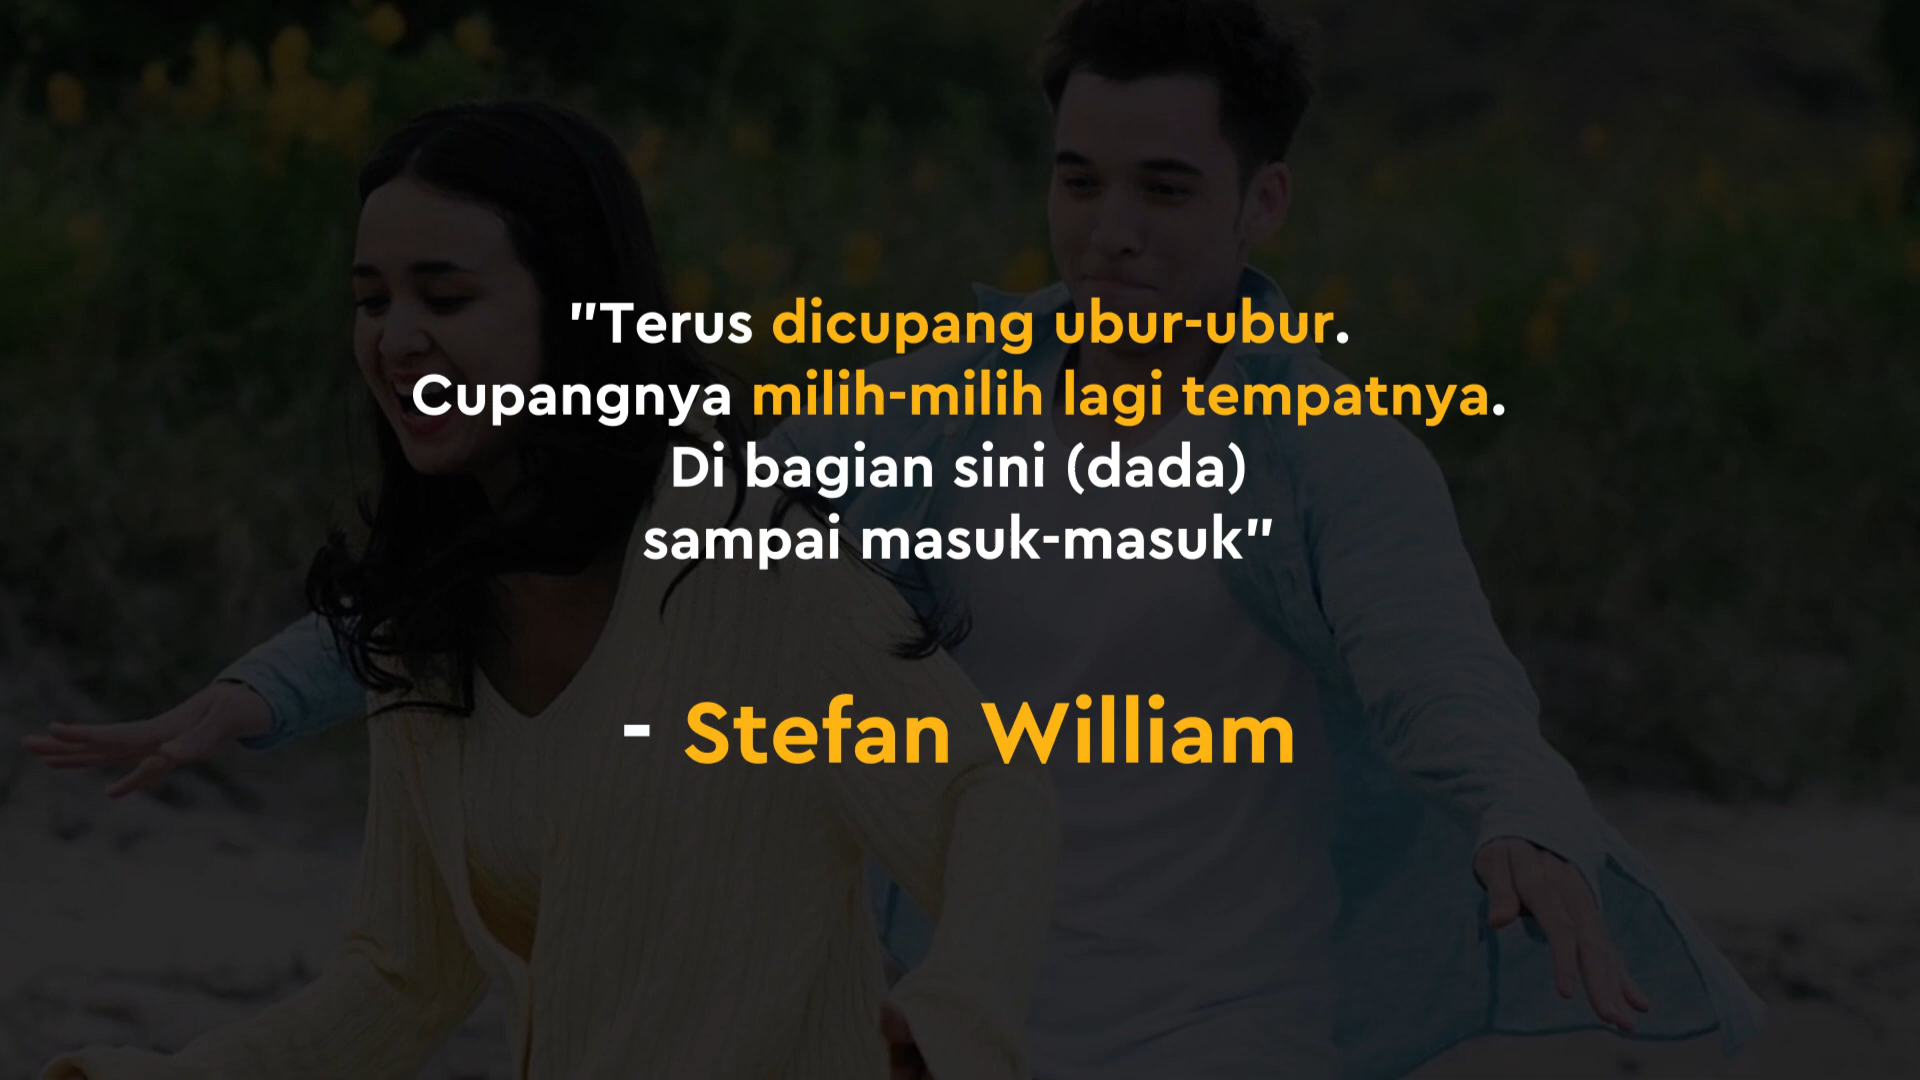 "Terus dicupang ubur-ubur.
Cupangnya milih-milih lagi tempatnya.
Di bagian sini (dada)
sampai masuk-masuk"
- Stefan William